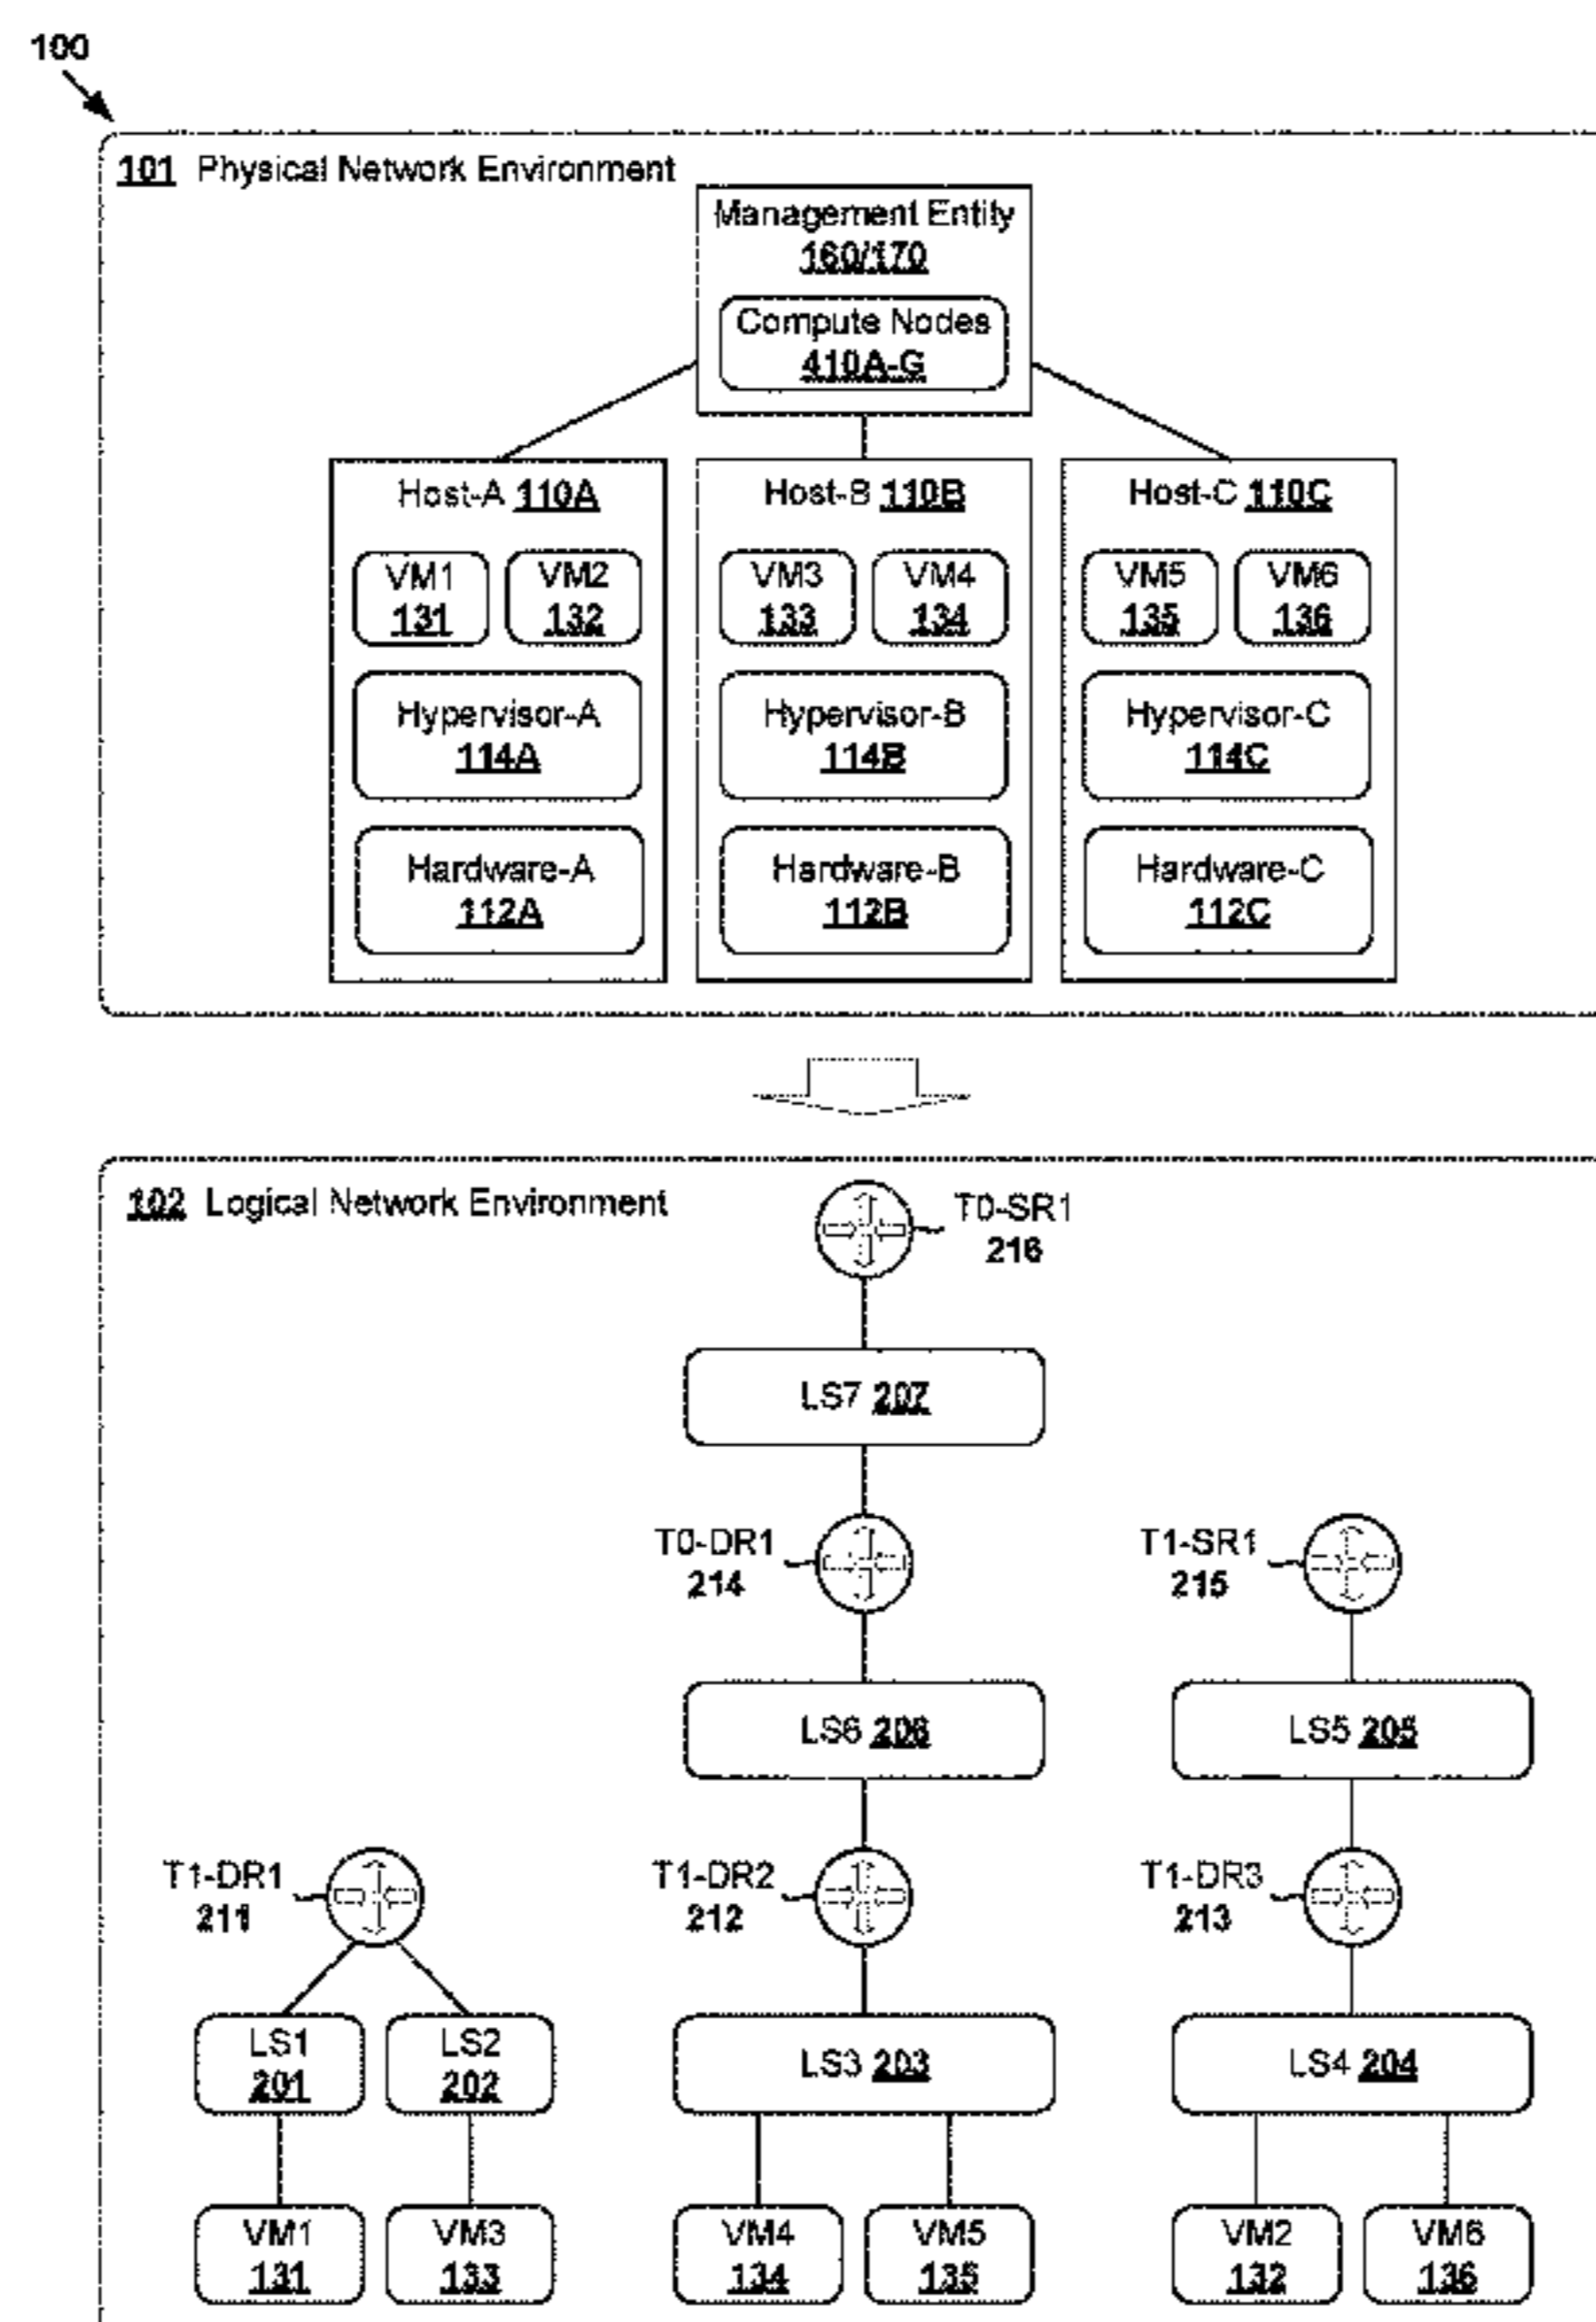 100
101 Physical Network Environment
Management Entity
160/170
Compute Nodes
410A-G
Host-A 110A
Host-B 110B
Host-C 110C
VM1
131
VM2
132
VM3
133
VM4
134
VM5
135
VM6
136
Hypervisor-A
114A
Hypervisor-B
114B
Hypervisor-C
114C
Hardware-A
112A
Hardware-B
112B
Hardware-C
112C
102 Logical Network Environment
T0-SR1
216
LS7 207
T0-DR1
214
T1-SR1
215
LS6 206
LS5 205
T1-DR1
211
T1-DR2
212
T1-DR3
213
LS1
201
LS2
202
LS3 203
LS4 204
VM1
131
VM3
133
VM4
134
VM5
135
VM2
132
VM6
136